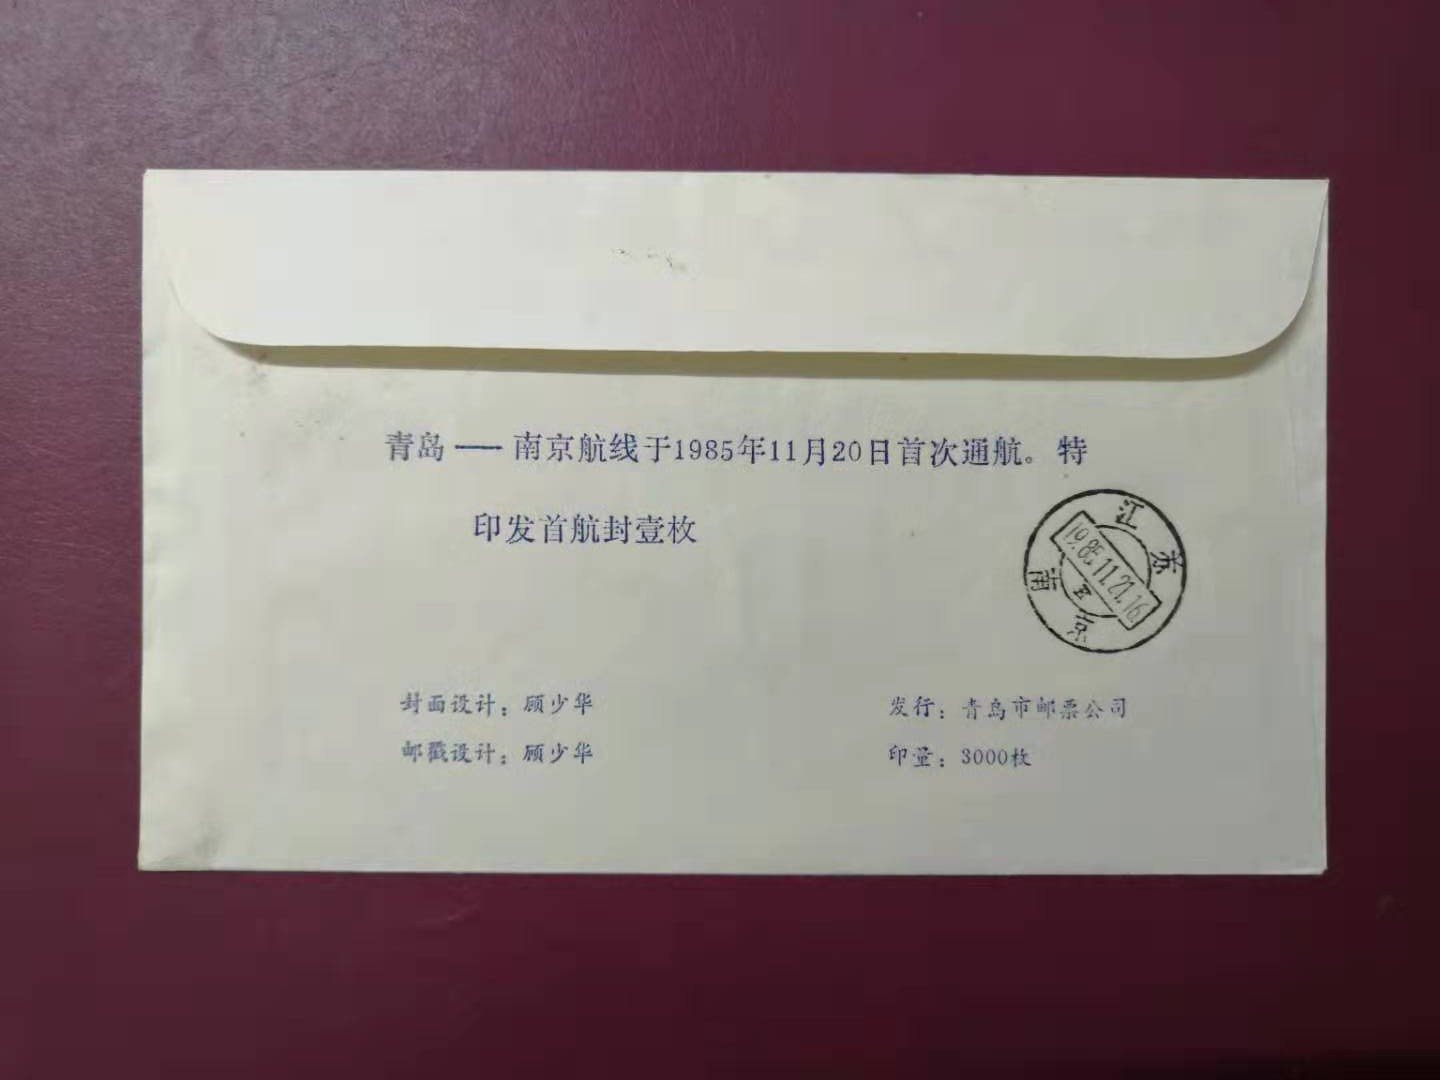 青岛——南京航线于1985年11月20日首次通航。特
印发首航封壹枚
江苏
19.85.11.21.16
南京
封面设计：顾少华
发行：青岛市邮票公司
邮戳设计：顾少华
印量：3000枚